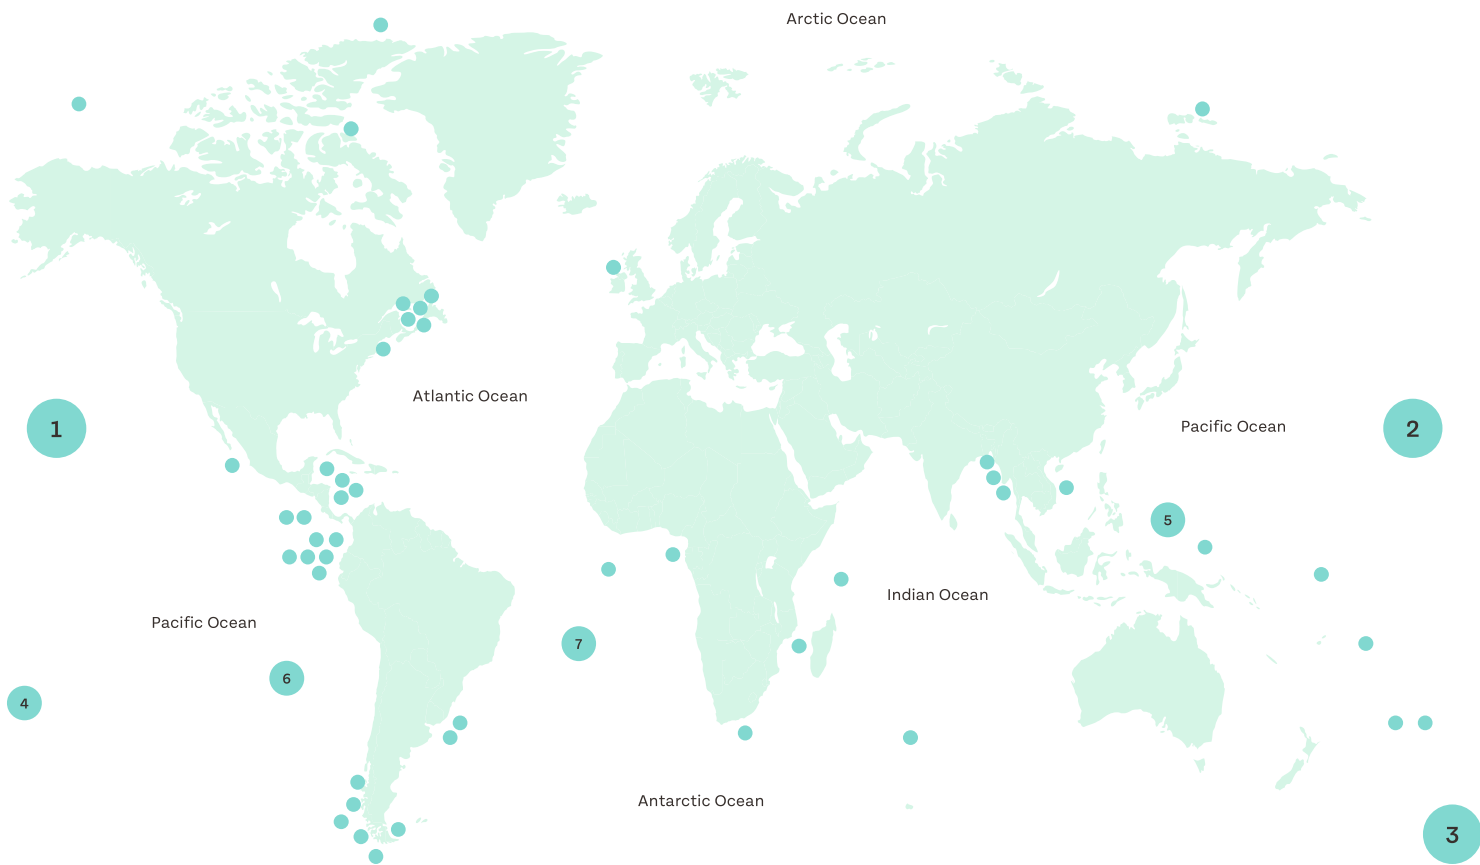 Arctic Ocean
Atlantic Ocean
1
Pacific Ocean
2
5
Indian Ocean
Pacific Ocean
7
6
4
Antarctic Ocean
3